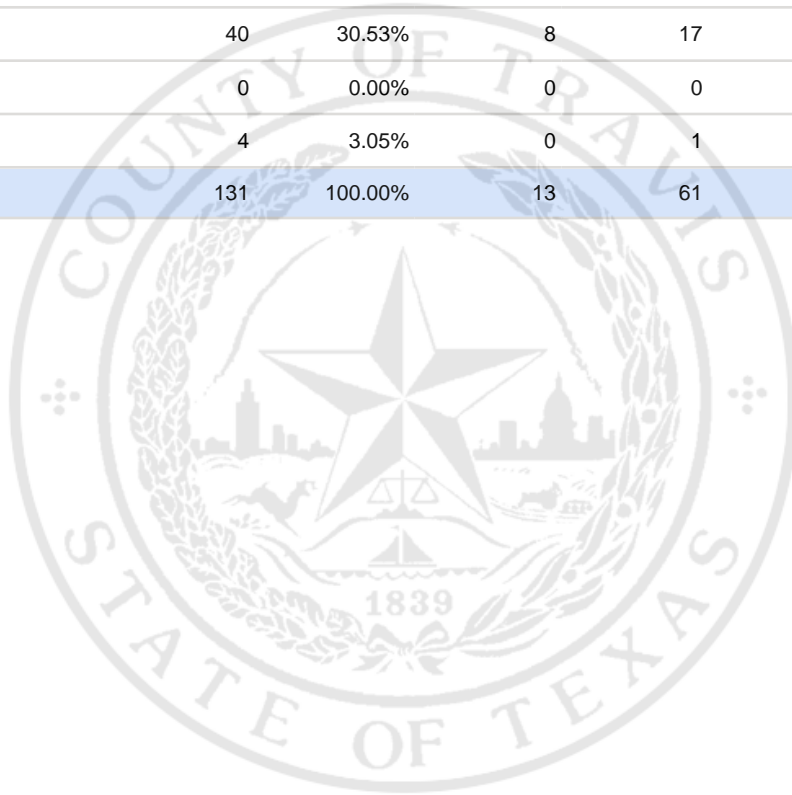 40 30.53% 8 17
0 0.00% 0 0
4 3.05% 0 1
131 100.00% 13 61
COUNTY OF TRAVIS
1839
STATE OF TEXAS